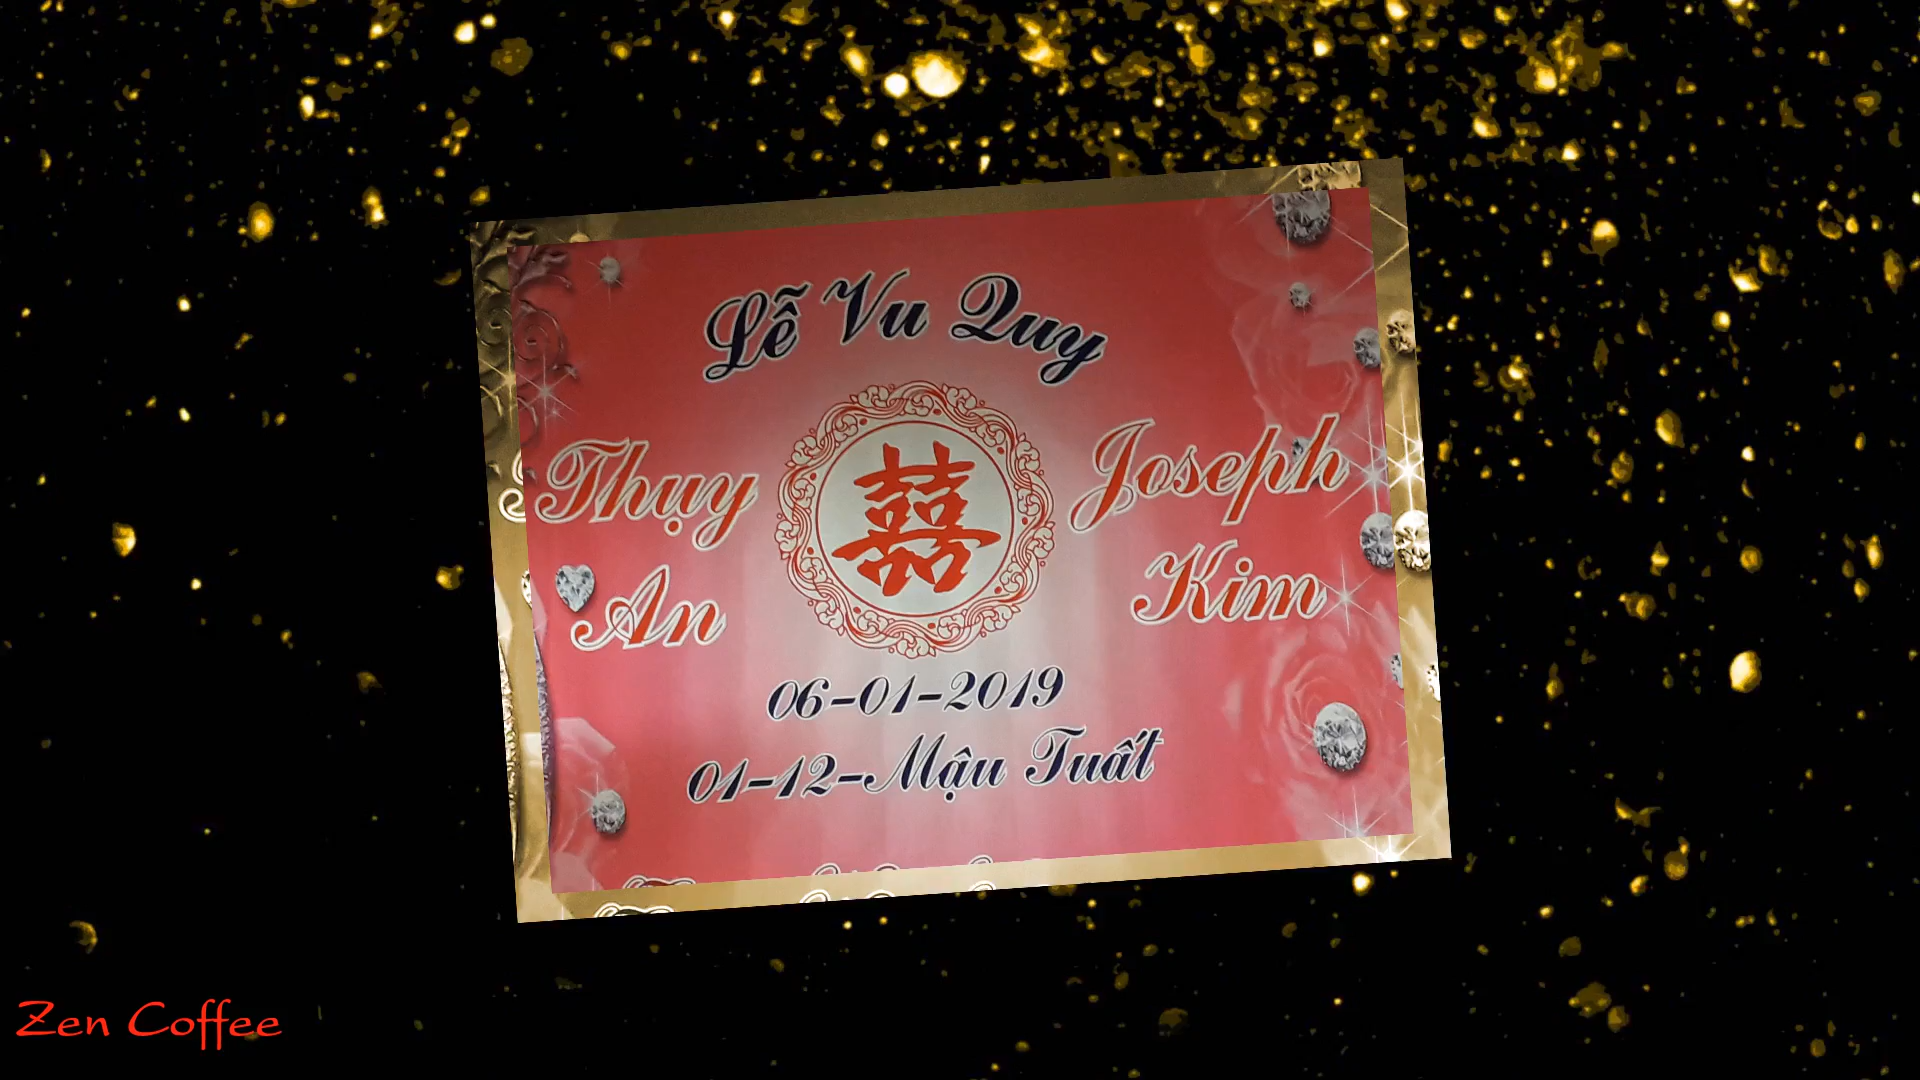 Lễ Vu Quy
Thụy An
囍
Joseph Kim
06-01-2019
01-12-Mậu Tuất
Zen Coffee